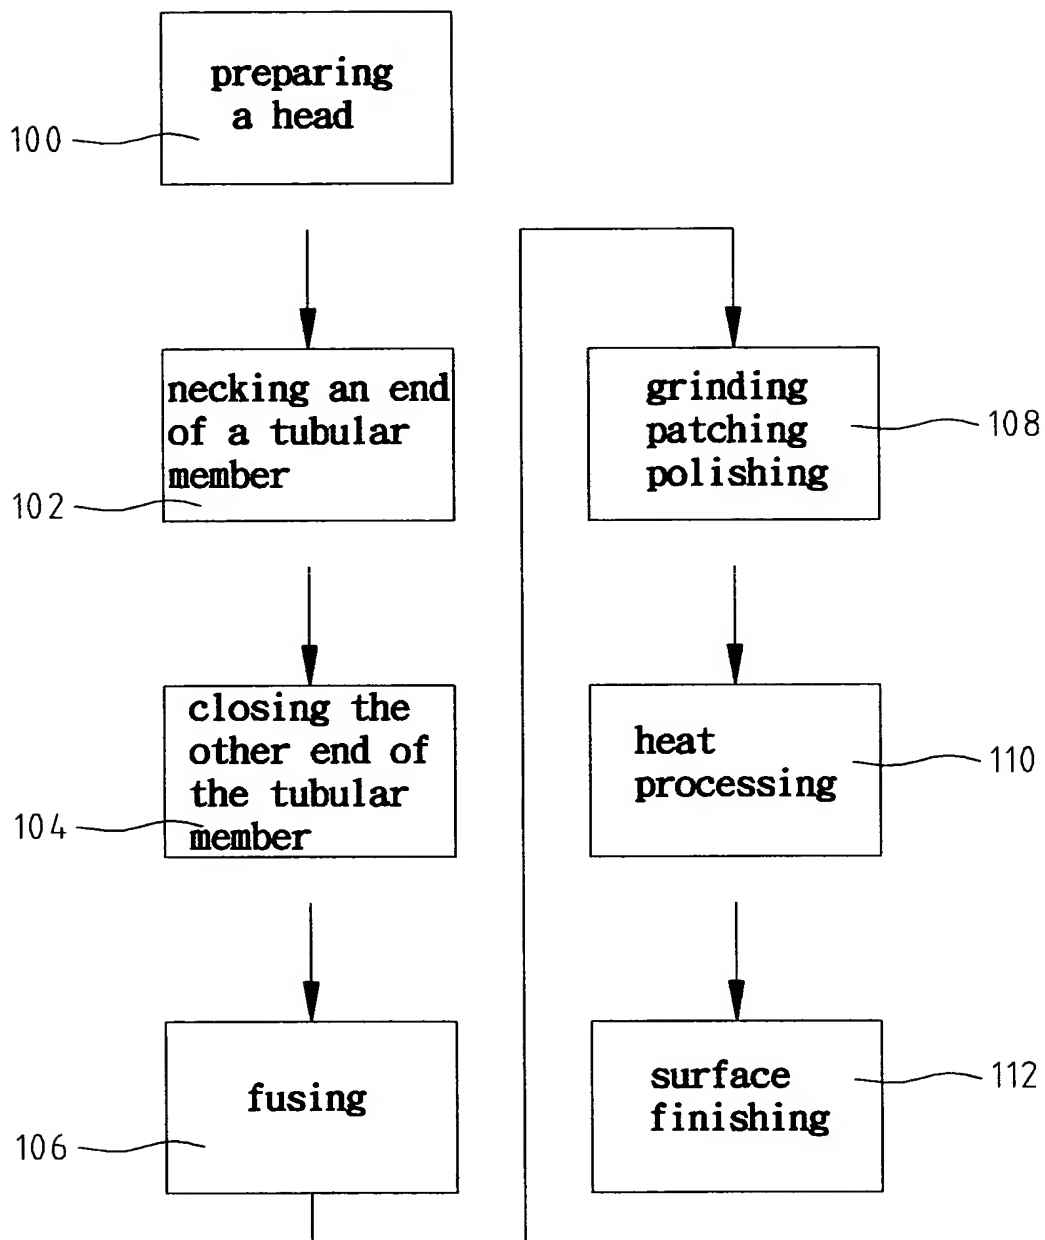 preparing
a head
100
necking an end
of a tubular
member
102
closing the
other end of
the tubular
member
104
fusing
106
grinding
patching
polishing
108
heat
processing
110
surface
finishing
112